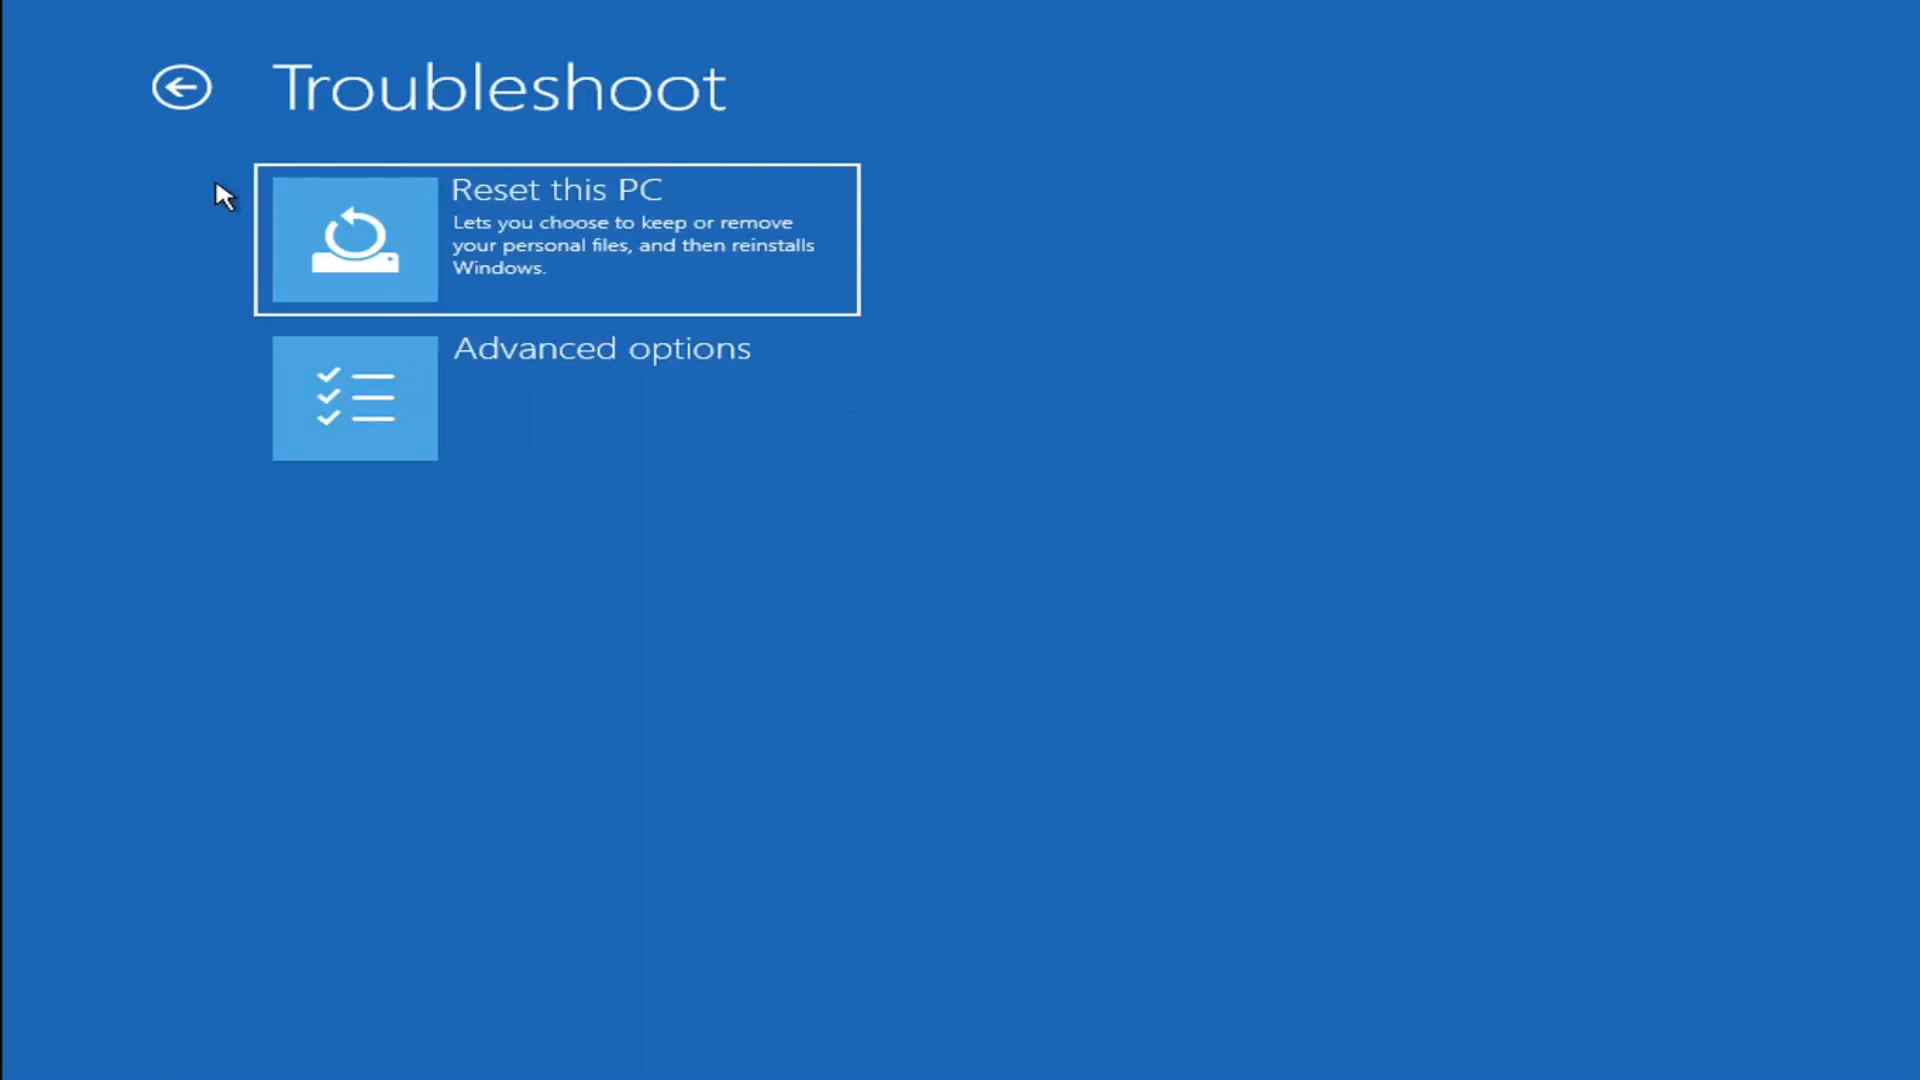 Troubleshoot
Reset this PC
Lets you choose to keep or remove
your personal files, and then reinstalls
Windows.
Advanced options